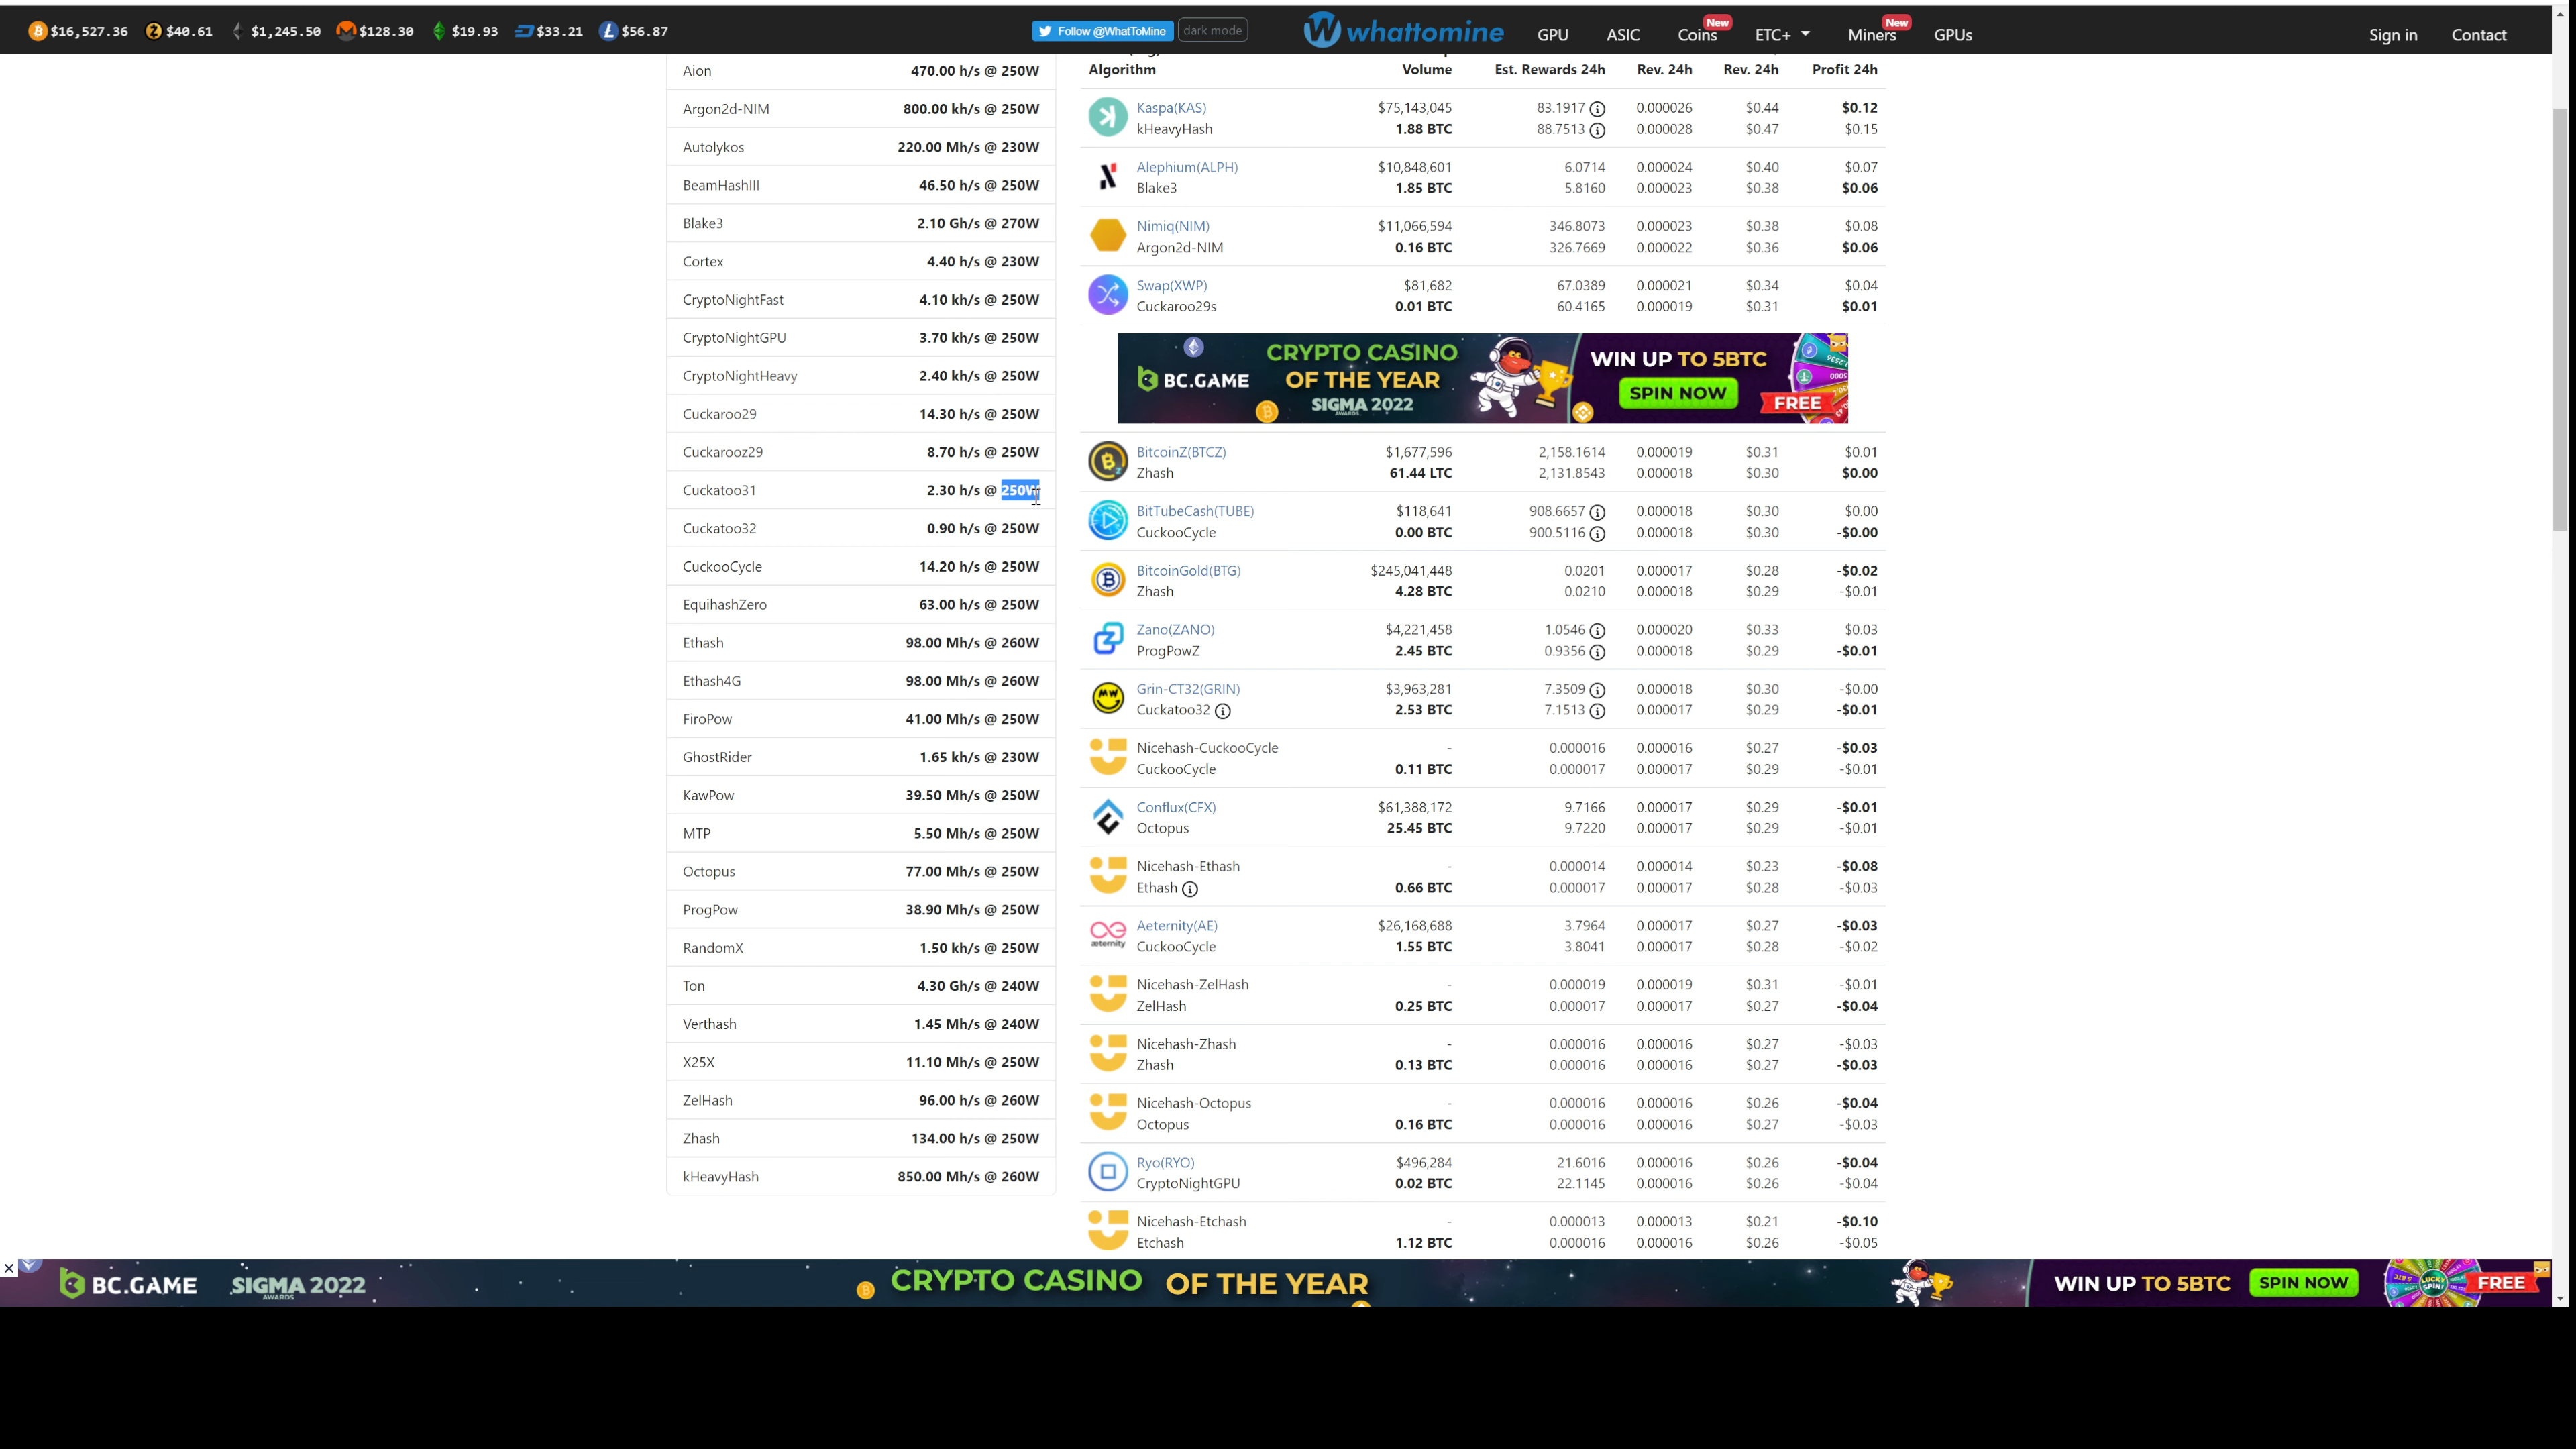 $16,527.36 $40.61 $1,245.50 $128.30 $19.93 $33.21 $56.87 Follow @WhatToMine dark mode whattomine GPU ASIC Coins New ETC+ Miners New GPUs Sign in Contact
Aion 470.00 h/s @ 250W
Argon2d-NIM 800.00 kh/s @ 250W
Autolykos 220.00 Mh/s @ 230W
BeamHashIII 46.50 h/s @ 250W
Blake3 2.10 Gh/s @ 270W
Cortex 4.40 h/s @ 230W
CryptoNightFast 4.10 kh/s @ 250W
CryptoNightGPU 3.70 kh/s @ 250W
CryptoNightHeavy 2.40 kh/s @ 250W
Cuckaroo29 14.30 h/s @ 250W
Cuckarooz29 8.70 h/s @ 250W
Cuckatoo31 2.30 h/s @ 250W
Cuckatoo32 0.90 h/s @ 250W
CuckooCycle 14.20 h/s @ 250W
EquihashZero 63.00 h/s @ 250W
Ethash 98.00 Mh/s @ 260W
Ethash4G 98.00 Mh/s @ 260W
FiroPow 41.00 Mh/s @ 250W
GhostRider 1.65 kh/s @ 230W
KawPow 39.50 Mh/s @ 250W
MTP 5.50 Mh/s @ 250W
Octopus 77.00 Mh/s @ 250W
ProgPow 38.90 Mh/s @ 250W
RandomX 1.50 kh/s @ 250W
Ton 4.30 Gh/s @ 240W
Verthash 1.45 Mh/s @ 240W
X25X 11.10 Mh/s @ 250W
ZelHash 96.00 h/s @ 260W
Zhash 134.00 h/s @ 250W
kHeavyHash 850.00 Mh/s @ 260W
Algorithm Volume Est. Rewards 24h Rev. 24h Rev. 24h Profit 24h
Kaspa(KAS) $75,143,045 83.1917 0.000026 $0.44 $0.12
kHeavyHash 1.88 BTC 88.7513 0.000028 $0.47 $0.15
Alephium(ALPH) $10,848,601 6.0714 0.000024 $0.40 $0.07
Blake3 1.85 BTC 5.8160 0.000023 $0.38 $0.06
Nimiq(NIM) $11,066,594 346.8073 0.000023 $0.38 $0.08
Argon2d-NIM 0.16 BTC 326.7669 0.000022 $0.36 $0.06
Swap(XWP) $81,682 67.0389 0.000021 $0.34 $0.04
Cuckaroo29s 0.01 BTC 60.4165 0.000019 $0.31 $0.01
BC.GAME CRYPTO CASINO OF THE YEAR SIGMA 2022 AWARDS WIN UP TO 5BTC SPIN NOW FREE
BitcoinZ(BTCZ) $1,677,596 2,158.1614 0.000019 $0.31 $0.01
Zhash 61.44 LTC 2,131.8543 0.000018 $0.30 $0.00
BitTubeCash(TUBE) $118,641 908.6657 0.000018 $0.30 $0.00
CuckooCycle 0.00 BTC 900.5116 0.000018 $0.30 -$0.00
BitcoinGold(BTG) $245,041,448 0.0201 0.000017 $0.28 -$0.02
Zhash 4.28 BTC 0.0210 0.000018 $0.29 -$0.01
Zano(ZANO) $4,221,458 1.0546 0.000020 $0.33 $0.03
ProgPowZ 2.45 BTC 0.9356 0.000018 $0.29 -$0.01
Grin-CT32(GRIN) $3,963,281 7.3509 0.000018 $0.30 -$0.00
Cuckatoo32 2.53 BTC 7.1513 0.000017 $0.29 -$0.01
Nicehash-CuckooCycle - 0.000016 0.000016 $0.27 -$0.03
CuckooCycle 0.11 BTC 0.000017 0.000017 $0.29 -$0.01
Conflux(CFX) $61,388,172 9.7166 0.000017 $0.29 -$0.01
Octopus 25.45 BTC 9.7220 0.000017 $0.29 -$0.01
Nicehash-Ethash - 0.000014 0.000014 $0.23 -$0.08
Ethash 0.66 BTC 0.000017 0.000017 $0.28 -$0.03
Aeternity(AE) $26,168,688 3.7964 0.000017 $0.27 -$0.03
CuckooCycle 1.55 BTC 3.8041 0.000017 $0.28 -$0.02
Nicehash-ZelHash - 0.000019 0.000019 $0.31 -$0.01
ZelHash 0.25 BTC 0.000017 0.000017 $0.27 -$0.04
Nicehash-Zhash - 0.000016 0.000016 $0.27 -$0.03
Zhash 0.13 BTC 0.000016 0.000016 $0.27 -$0.03
Nicehash-Octopus - 0.000016 0.000016 $0.26 -$0.04
Octopus 0.16 BTC 0.000016 0.000016 $0.27 -$0.03
Ryo(RYO) $496,284 21.6016 0.000016 $0.26 -$0.04
CryptoNightGPU 0.02 BTC 22.1145 0.000016 $0.26 -$0.04
Nicehash-Etchash - 0.000013 0.000013 $0.21 -$0.10
Etchash 1.12 BTC 0.000016 0.000016 $0.26 -$0.05
BC.GAME SIGMA 2022 AWARDS CRYPTO CASINO OF THE YEAR WIN UP TO 5BTC SPIN NOW LUCKY SPIN! FREE